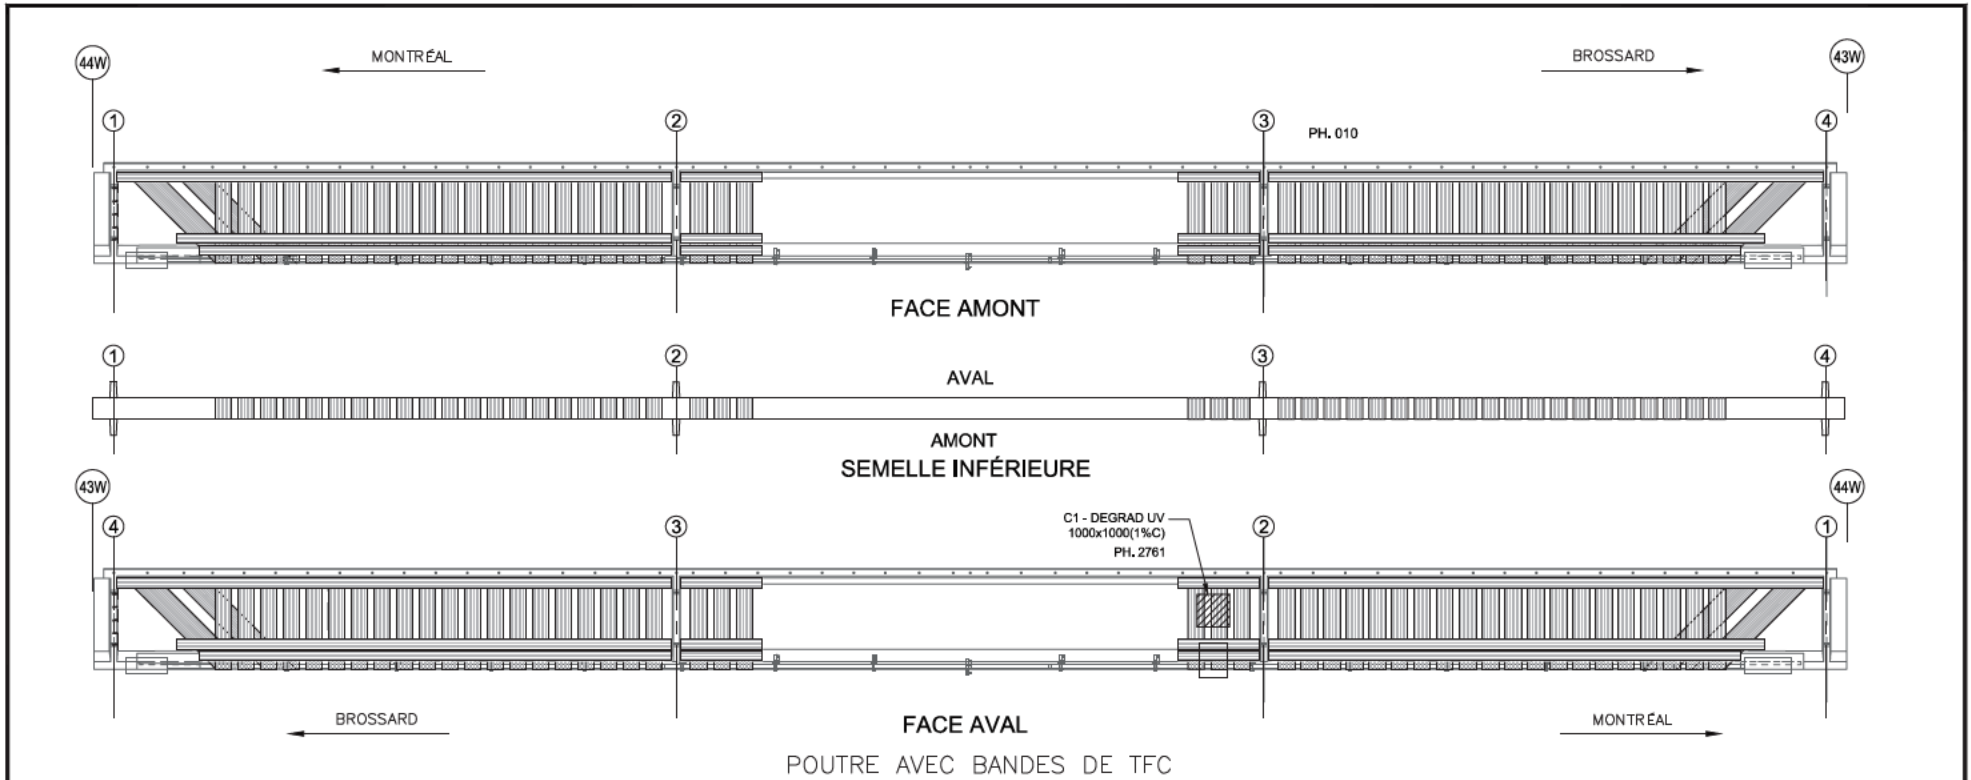 44W
MONTRÉAL
BROSSARD
43W
1
2
3
PH. 010
4
FACE AMONT
1
2
AVAL
3
4
AMONT
SEMELLE INFÉRIEURE
43W
44W
4
3
C1 - DEGRAD UV
1000x1000(1%C)
PH. 2761
2
1
BROSSARD
FACE AVAL
MONTRÉAL
POUTRE AVEC BANDES DE TFC